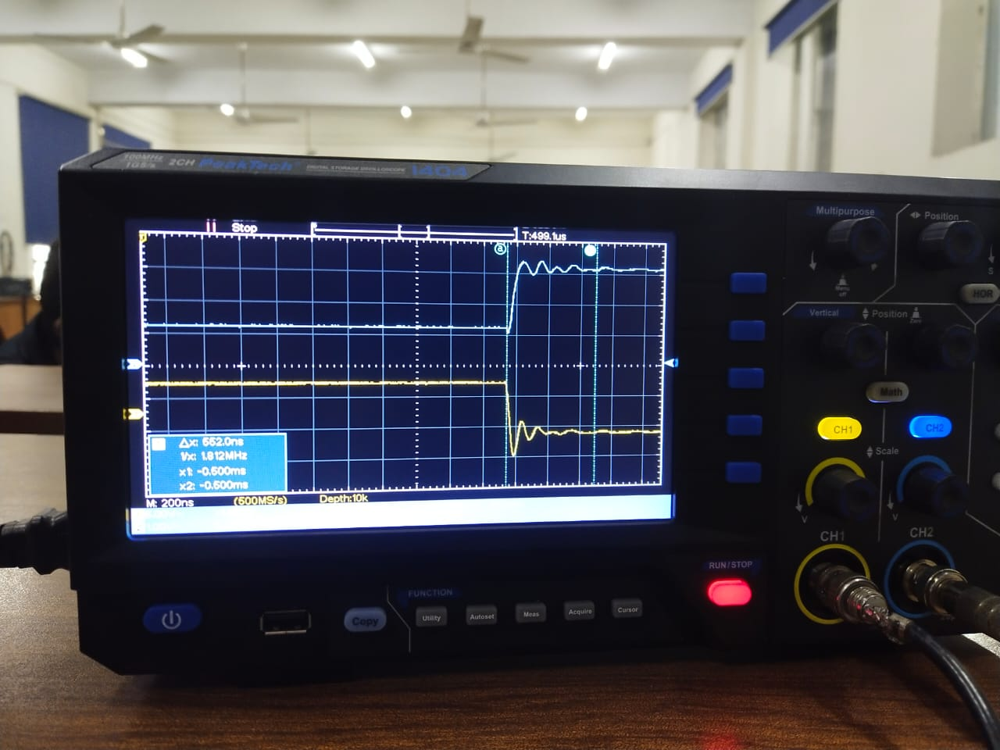 100MHz
1GS/s
2CH PeakTech DIGITAL STORAGE OSCILLOSCOPE 1404
Stop
T:499.1us
a
Δx: 552.0ns
1/x: 1.812MHz
x1: -0.500ms
x2: -0.500ms
M: 200ns (500MS/s) Depth:10k
Multipurpose
Position
Menu
off
S
HOR
Vertical
Position
Zero
Math
CH1 CH2
Scale
V V
CH1 CH2
RUN/STOP
FUNCTION
Copy
Utility Autoset Meas Acquire Cursor